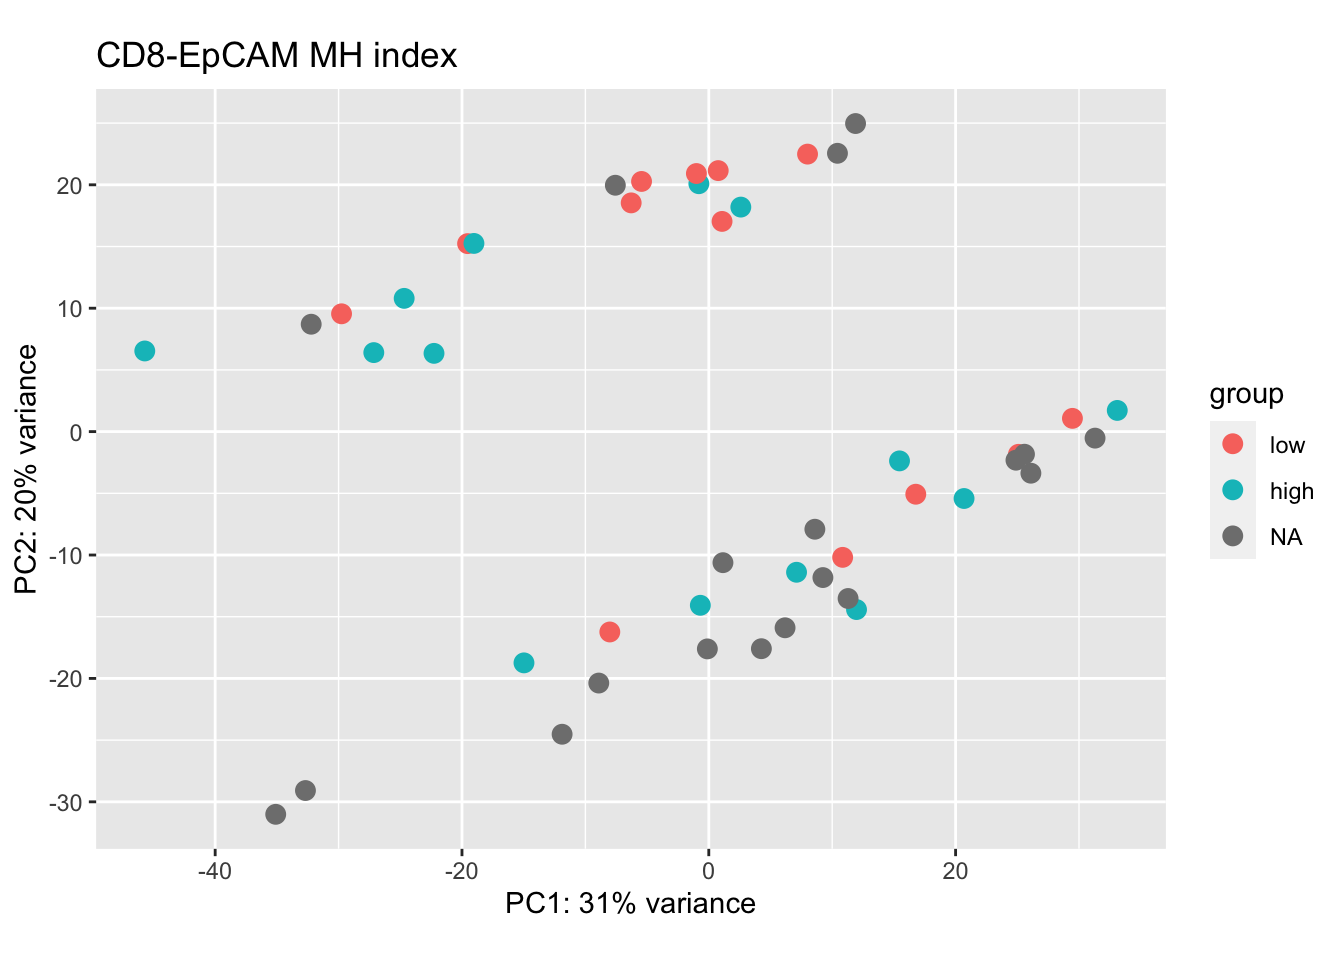 CD8-EpCAM MH index
PC2: 20% variance
20
10
0
-10
-20
-30
-40
-20
0
20
PC1: 31% variance
group
low
high
NA